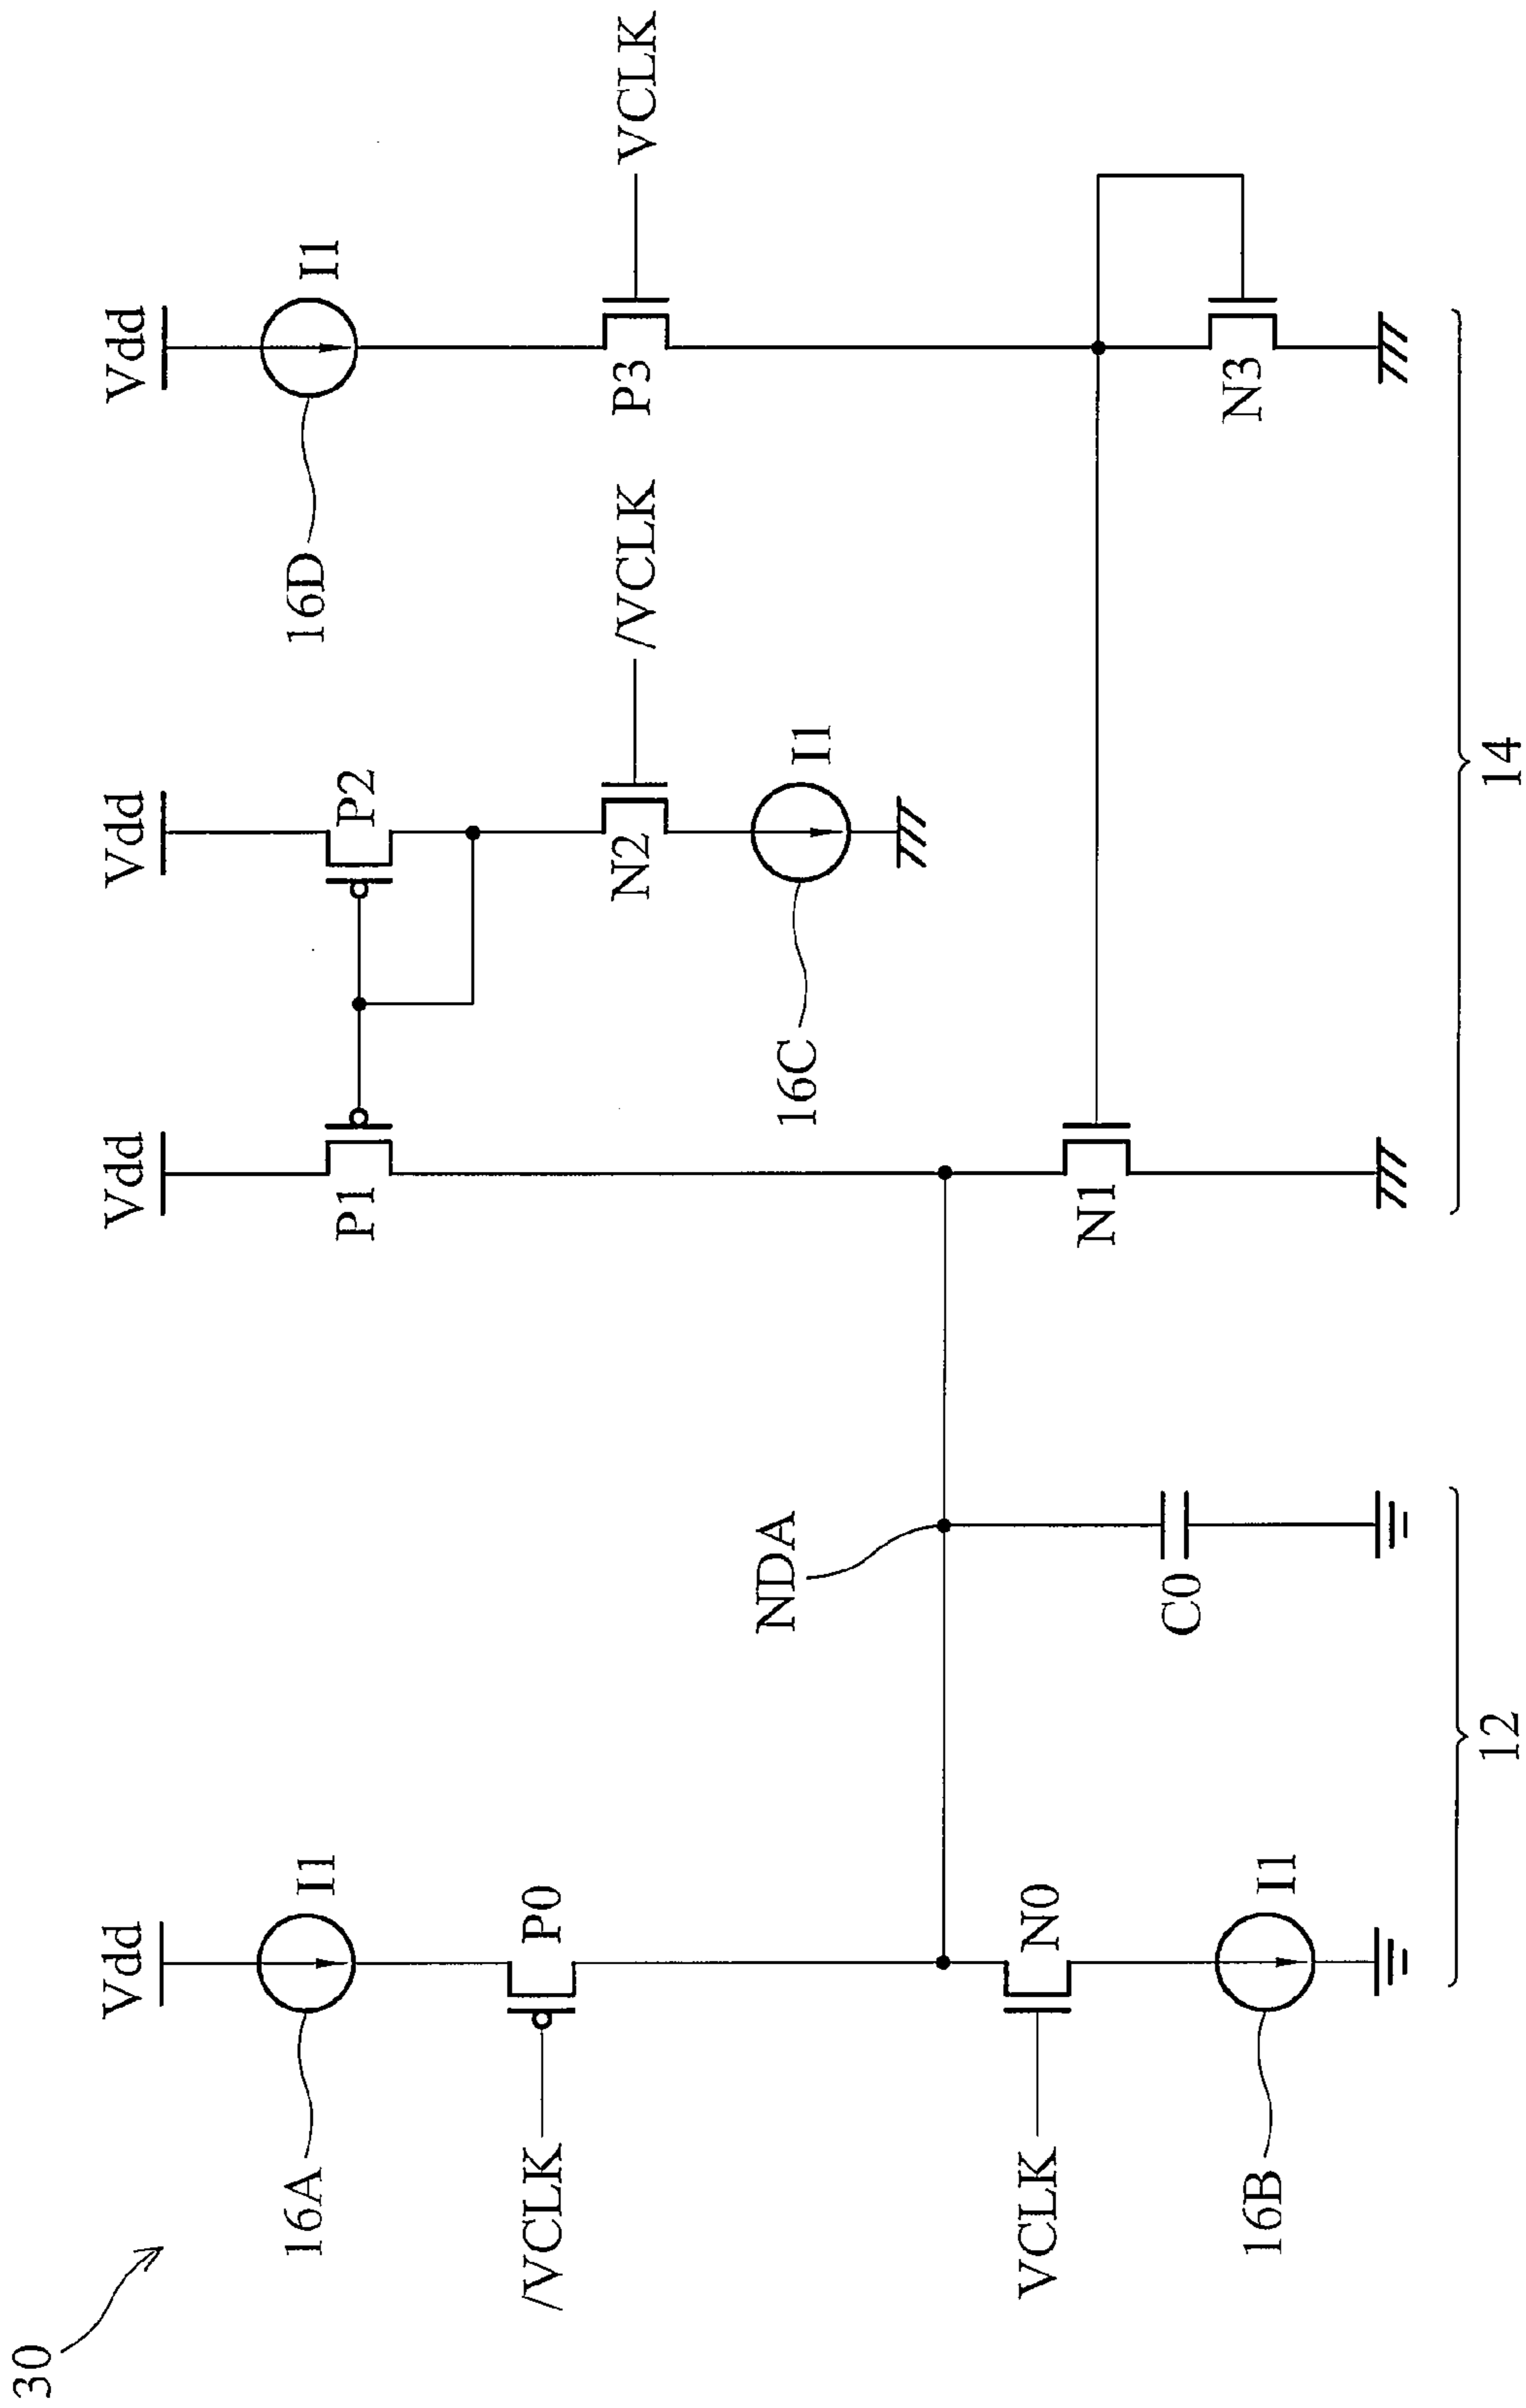 30
Vdd
Vdd
Vdd
Vdd
16A
I1
16D
I1
P1
P2
/VCLK
P0
N2
/VCLK
P3
VCLK
NDA
16C
I1
VCLK
N0
N1
C0
N3
16B
I1
12
14